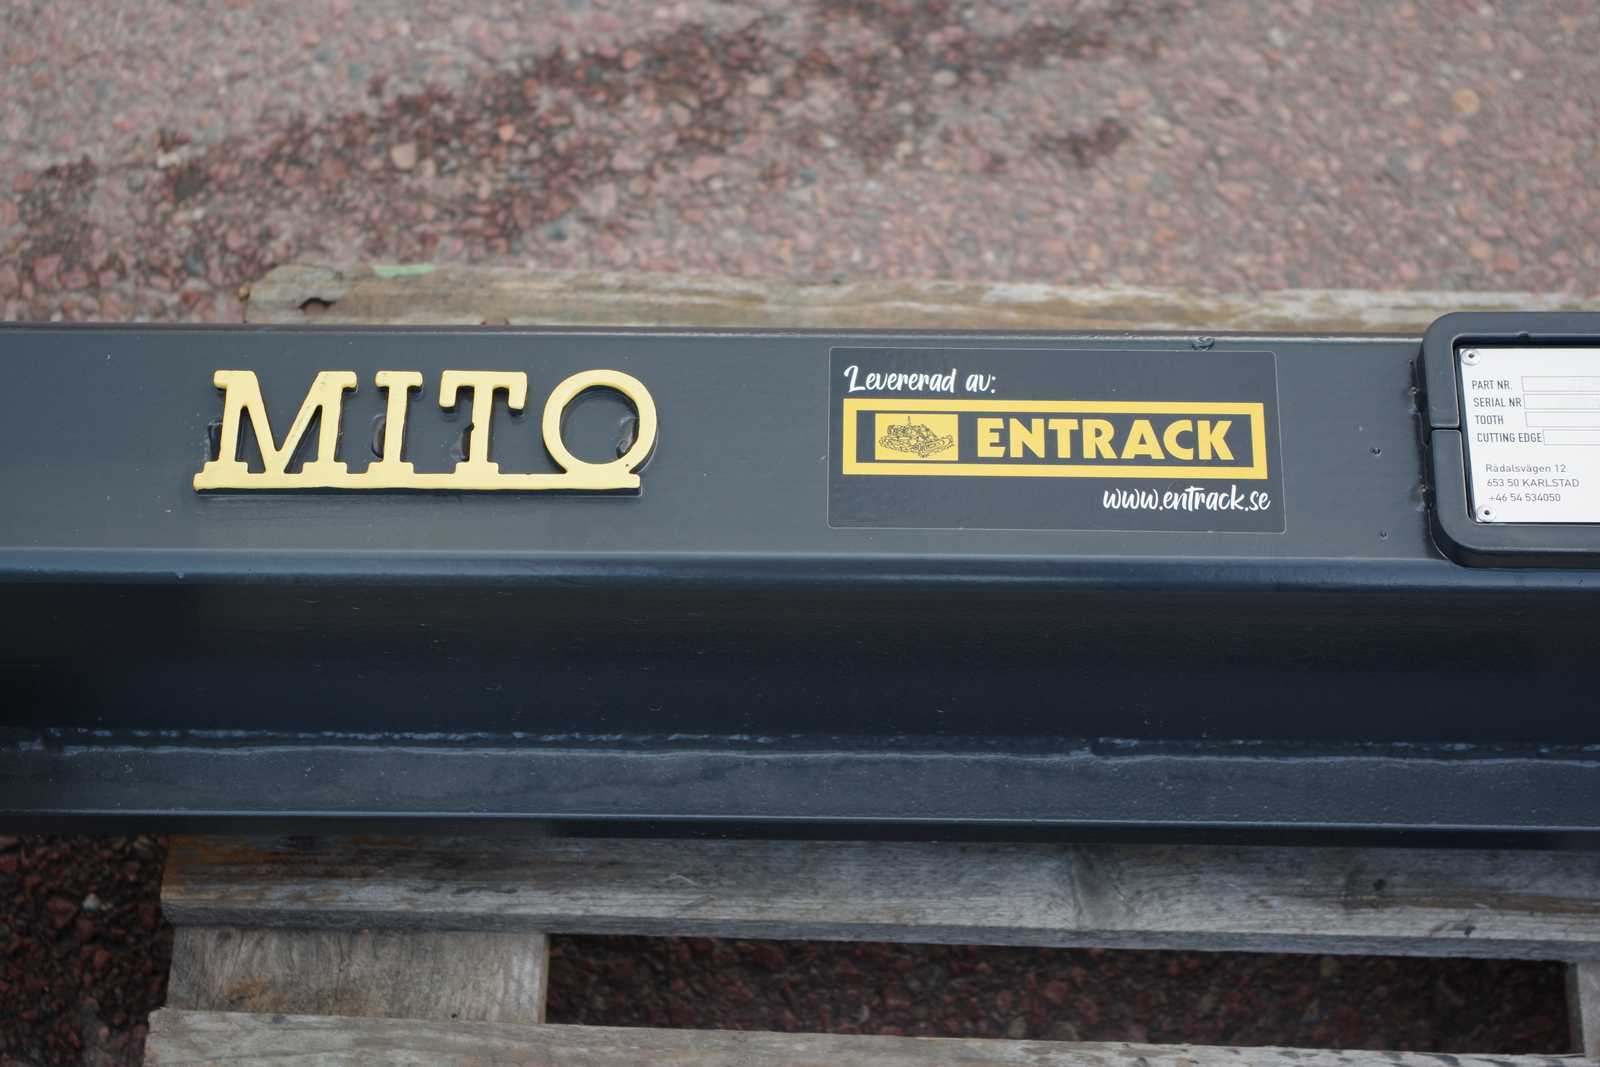 MITO
Levererad av:
ENTRACK
www.entrack.se
PART NR.
SERIAL NR
TOOTH
CUTTING EDGE
Rådalsvägen 12
653 50 KARLSTAD
+46 54 534050